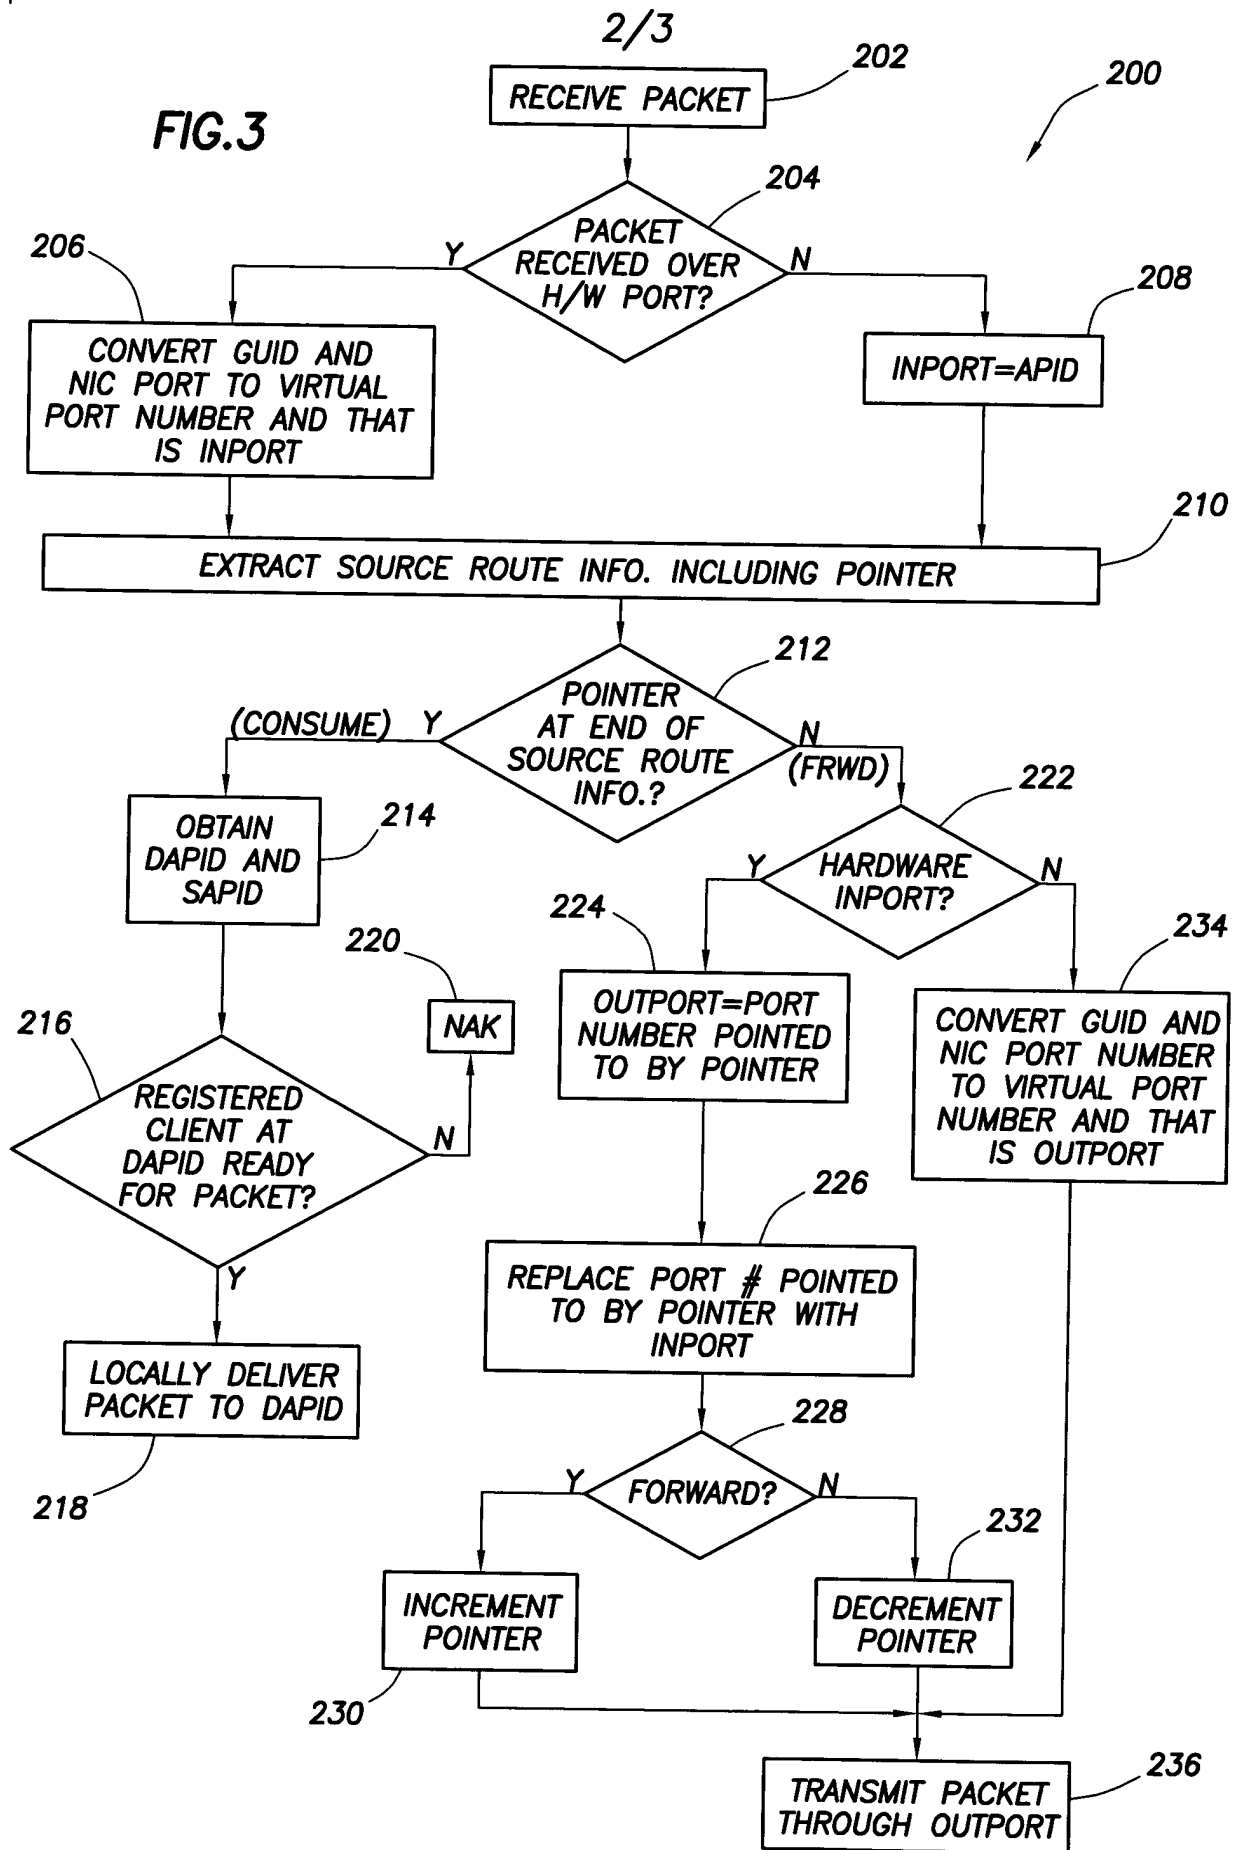 2/3
FIG.3
200
202
RECEIVE PACKET
204
PACKET
RECEIVED OVER
H/W PORT?
Y
N
206
CONVERT GUID AND
NIC PORT TO VIRTUAL
PORT NUMBER AND THAT
IS INPORT
208
INPORT=APID
210
EXTRACT SOURCE ROUTE INFO. INCLUDING POINTER
212
POINTER
AT END OF
SOURCE ROUTE
INFO.?
(CONSUME) Y
N
(FRWD)
214
OBTAIN
DAPID AND
SAPID
216
REGISTERED
CLIENT AT
DAPID READY
FOR PACKET?
N
220
NAK
Y
LOCALLY DELIVER
PACKET TO DAPID
218
222
HARDWARE
INPORT?
Y
N
224
OUTPORT=PORT
NUMBER POINTED
TO BY POINTER
234
CONVERT GUID AND
NIC PORT NUMBER
TO VIRTUAL PORT
NUMBER AND THAT
IS OUTPORT
226
REPLACE PORT # POINTED
TO BY POINTER WITH
INPORT
228
FORWARD?
Y
N
INCREMENT
POINTER
230
232
DECREMENT
POINTER
236
TRANSMIT PACKET
THROUGH OUTPORT